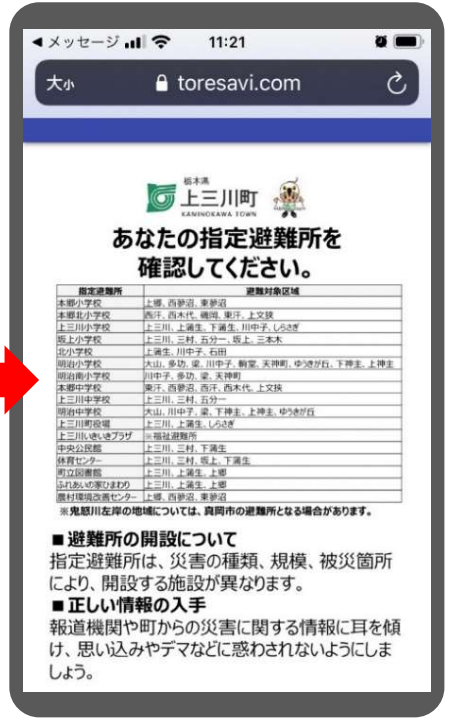 メッセージ 11:21
大小 toresavi.com
栃木県
上三川町
KAMINOKAWA TOWN
あなたの指定避難所を
確認してください。
指定避難所 避難対象区域
本郷小学校 上郷、西蓼沼、東蓼沼
本郷北小学校 西汗、西木代、磯岡、東汗、上文挟
上三川小学校 上三川、上蒲生、下蒲生、川中子、しらさぎ
坂上小学校 上三川、三村、五分一、坂上、三本木
北小学校 上蒲生、川中子、石田
明治小学校 大山、多功、梁、川中子、鞘堂、天神町、ゆうきが丘、下神主、上神主
明治南小学校 川中子、多功、梁、天神町
本郷中学校 東汗、西蓼沼、西汗、西木代、上文挟
上三川中学校 上三川、三村、五分一
明治中学校 大山、川中子、梁、下神主、上神主、ゆうきが丘
上三川町役場 上三川、上蒲生、しらさぎ
上三川いきいきプラザ ※福祉避難所
中央公民館 上三川、三村、下蒲生
体育センター 上三川、三村、坂上、下蒲生
町立図書館 上三川、上蒲生、上郷
ふれあいの家ひまわり 上三川、上蒲生、上郷
農村環境改善センター 上郷、西蓼沼、東蓼沼
※鬼怒川左岸の地域については、真岡市の避難所となる場合があります。
■避難所の開設について
指定避難所は、災害の種類、規模、被災箇所
により、開設する施設が異なります。
■正しい情報の入手
報道機関や町からの災害に関する情報に耳を傾
け、思い込みやデマなどに惑わされないようにしま
しょう。